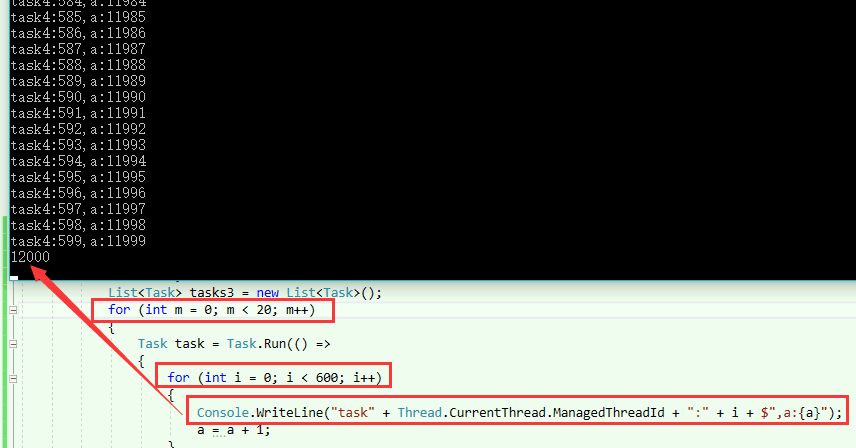 task4:584,a:11984
task4:585,a:11985
task4:586,a:11986
task4:587,a:11987
task4:588,a:11988
task4:589,a:11989
task4:590,a:11990
task4:591,a:11991
task4:592,a:11992
task4:593,a:11993
task4:594,a:11994
task4:595,a:11995
task4:596,a:11996
task4:597,a:11997
task4:598,a:11998
task4:599,a:11999
12000
List<Task> tasks3 = new List<Task>();
for (int m = 0; m < 20; m++)
{
Task task = Task.Run(() =>
{
for (int i = 0; i < 600; i++)
{
Console.WriteLine("task" + Thread.CurrentThread.ManagedThreadId + ":" + i + $",a:{a}");
a = a + 1;
}